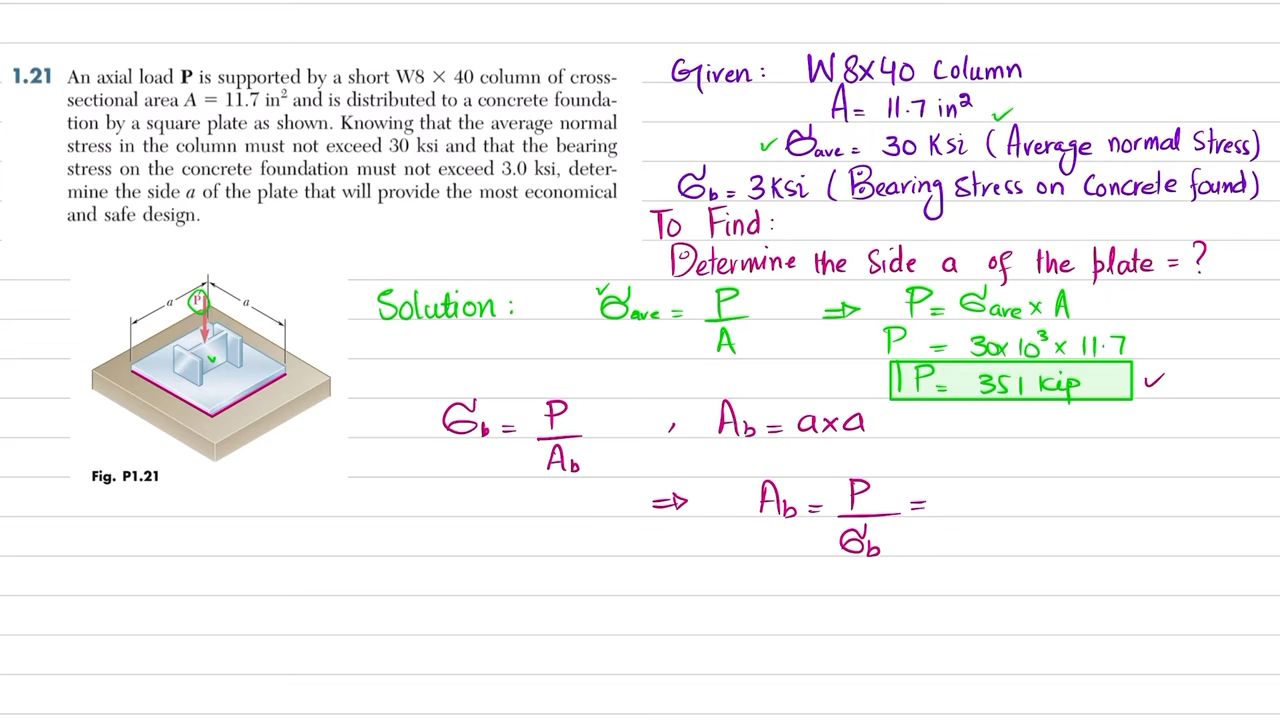 1.21 An axial load P is supported by a short W8 × 40 column of cross-
sectional area A = 11.7 in² and is distributed to a concrete founda-
tion by a square plate as shown. Knowing that the average normal
stress in the column must not exceed 30 ksi and that the bearing
stress on the concrete foundation must not exceed 3.0 ksi, deter-
mine the side a of the plate that will provide the most economical
and safe design.
a
P
a
Fig. P1.21
Given: W8x40 Column
A = 11.7 in²
✓ σave = 30 Ksi (Average normal Stress) ✓
σb = 3 Ksi (Bearing Stress on Concrete found)
To Find:
Determine the Side a of the plate = ?
Solution: ✓ σave = P/A ⇒ P = σave x A
P = 30x10³ x 11.7
P = 351 kip ✓
σb = P/Ab , Ab = axa
⇒ Ab = P/σb =